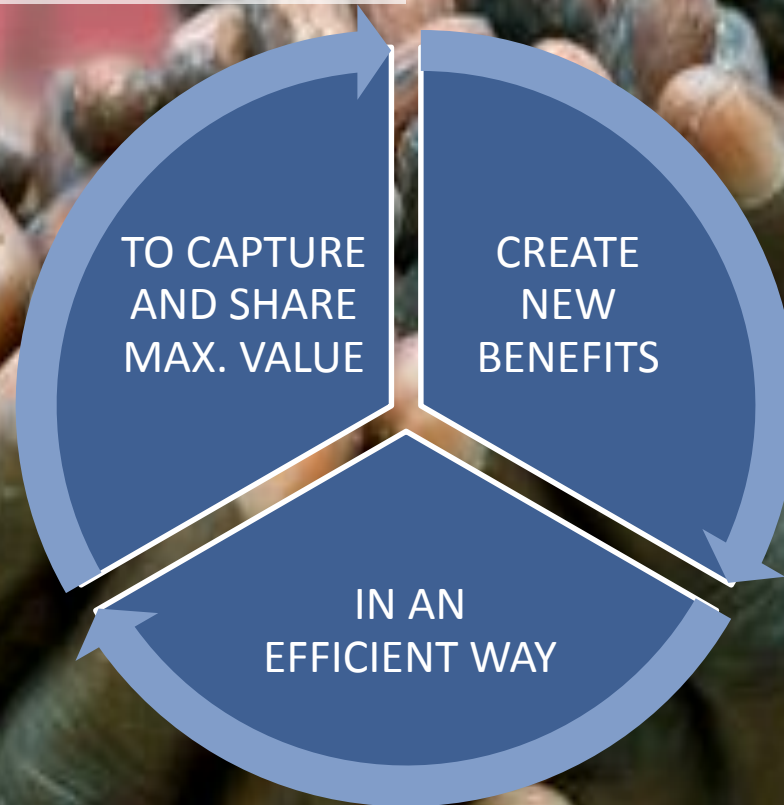 CREATE
NEW
BENEFITS
IN AN
EFFICIENT WAY
TO CAPTURE
AND SHARE
MAX. VALUE